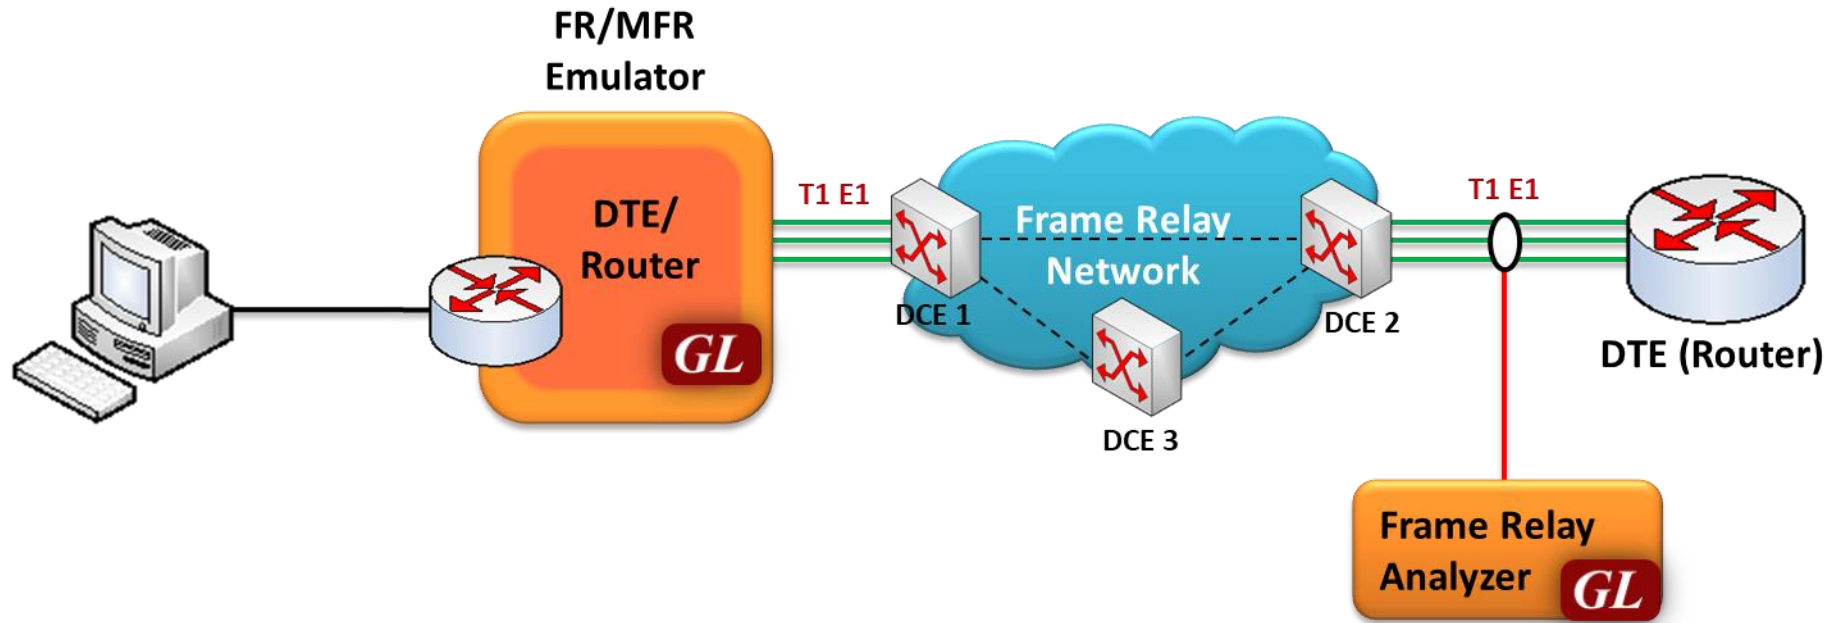 FR/MFR
Emulator
DTE/
Router
GL
T1 E1
Frame Relay
Network
DCE 1
DCE 2
DCE 3
T1 E1
DTE (Router)
Frame Relay
Analyzer
GL